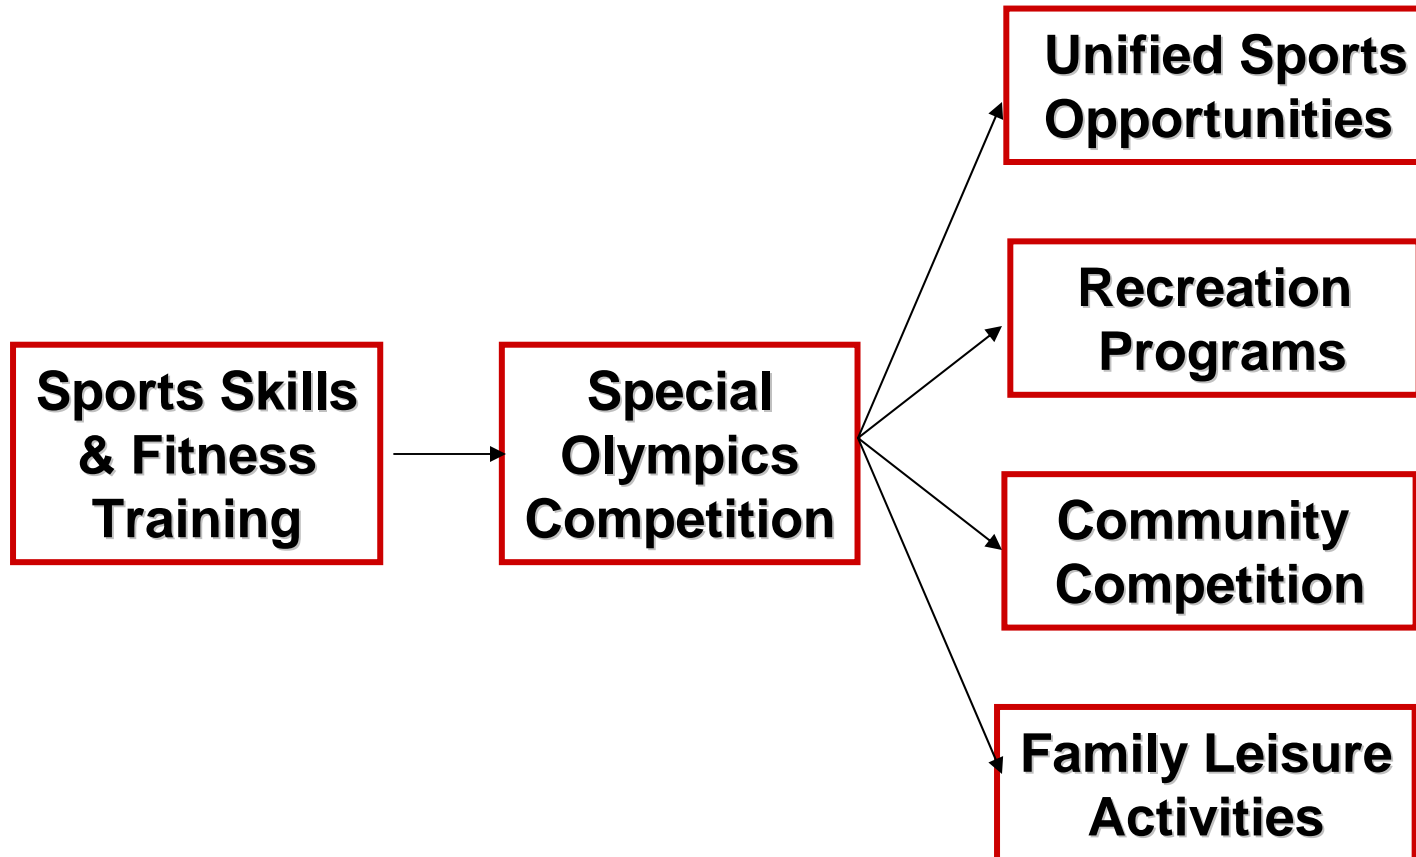 Sports Skills
& Fitness
Training
Special
Olympics
Competition
Unified Sports
Opportunities
Recreation
Programs
Community
Competition
Family Leisure
Activities